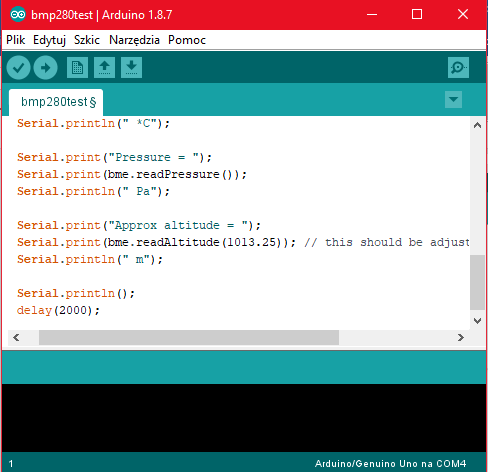 bmp280test | Arduino 1.8.7
Plik Edytuj Szkic Narzędzia Pomoc
bmp280test §
Serial.println(" *C");
Serial.print("Pressure = ");
Serial.print(bme.readPressure());
Serial.println(" Pa");
Serial.print("Approx altitude = ");
Serial.print(bme.readAltitude(1013.25)); // this should be adjust
Serial.println(" m");
Serial.println();
delay(2000);
1 Arduino/Genuino Uno na COM4